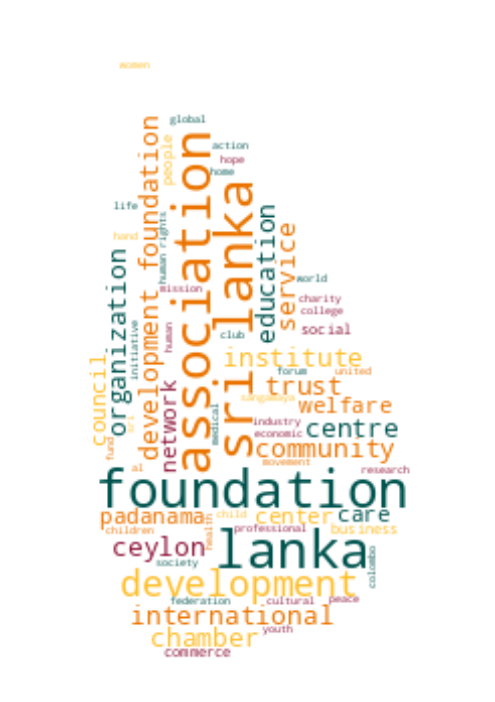 women
global
action
hope
home
people
development foundation
association
sri lanka
life
hand
human rights
education
service
organization
mission
world
charity
college
social
initiative
human
club
institute
forum
united
trust
council
network
sangamaya
welfare
medical
sri
industry
economic
centre
fund
community
movement
al
research
foundation
padanama
child
center
care
children
health
professional
business
ceylon
lanka
society
colombo
development
federation
cultural
peace
international
youth
chamber
commerce